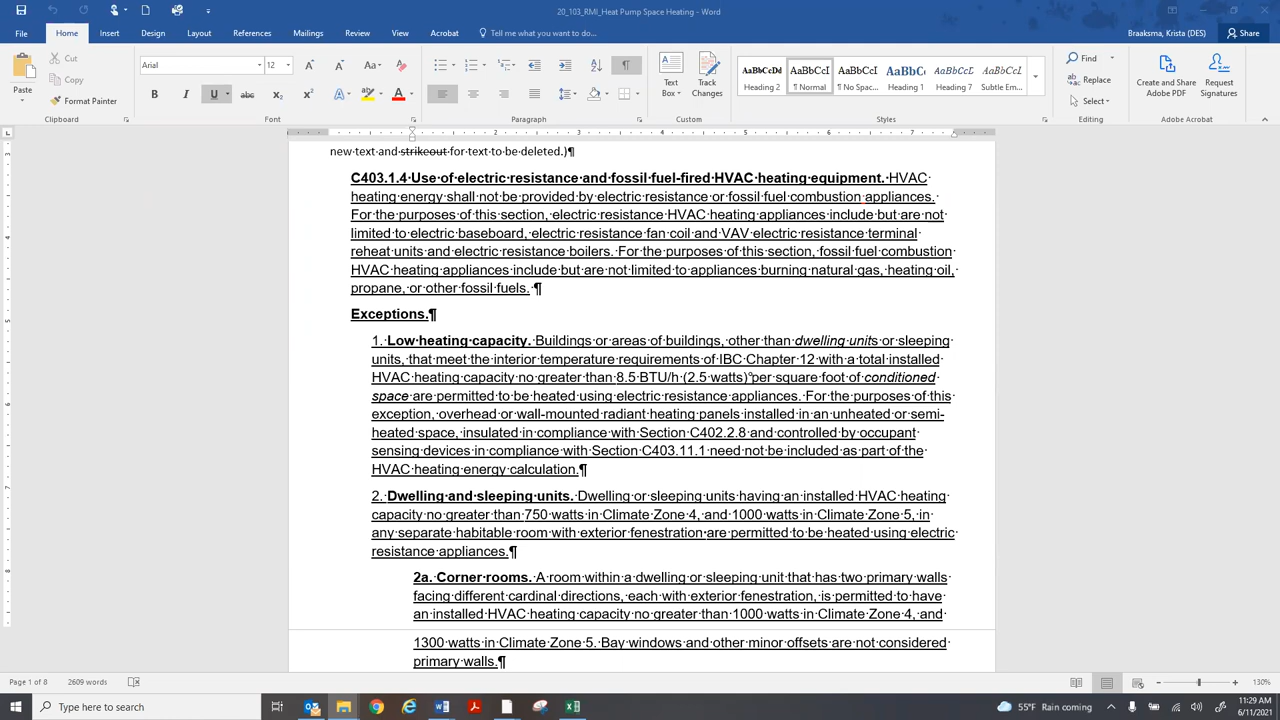 20_103_RMI_Heat Pump Space Heating - Word
Braaksma, Krista (DES)
File Home Insert Design Layout References Mailings Review View Acrobat Tell me what you want to do... Share
Cut
Copy
Paste
Format Painter
Clipboard
Arial 12
Font
Paragraph
Text Box
Track Changes
Custom
AaBbCcDd AaBbCcI AaBbCcI AaBbC AaBbCcI AaBbCcI
Heading 2 ¶ Normal ¶ No Spac... Heading 1 Heading 7 Subtle Em...
Styles
Find
Replace
Select
Editing
Create and Share Adobe PDF
Request Signatures
Adobe Acrobat
new text and strikeout for text to be deleted.)¶
C403.1.4 Use of electric resistance and fossil fuel-fired HVAC heating equipment. HVAC
heating energy shall not be provided by electric resistance or fossil fuel combustion appliances.
For the purposes of this section, electric resistance HVAC heating appliances include but are not
limited to electric baseboard, electric resistance fan coil and VAV electric resistance terminal
reheat units and electric resistance boilers. For the purposes of this section, fossil fuel combustion
HVAC heating appliances include but are not limited to appliances burning natural gas, heating oil,
propane, or other fossil fuels. ¶
Exceptions.¶
1. Low heating capacity. Buildings or areas of buildings, other than dwelling units or sleeping
units, that meet the interior temperature requirements of IBC Chapter 12 with a total installed
HVAC heating capacity no greater than 8.5 BTU/h (2.5 watts)°per square foot of conditioned
space are permitted to be heated using electric resistance appliances. For the purposes of this
exception, overhead or wall-mounted radiant heating panels installed in an unheated or semi-
heated space, insulated in compliance with Section C402.2.8 and controlled by occupant
sensing devices in compliance with Section C403.11.1 need not be included as part of the
HVAC heating energy calculation.¶
2. Dwelling and sleeping units. Dwelling or sleeping units having an installed HVAC heating
capacity no greater than 750 watts in Climate Zone 4, and 1000 watts in Climate Zone 5, in
any separate habitable room with exterior fenestration are permitted to be heated using electric
resistance appliances.¶
2a. Corner rooms. A room within a dwelling or sleeping unit that has two primary walls
facing different cardinal directions, each with exterior fenestration, is permitted to have
an installed HVAC heating capacity no greater than 1000 watts in Climate Zone 4, and
1300 watts in Climate Zone 5. Bay windows and other minor offsets are not considered
primary walls.¶
Page 1 of 8 2609 words 130%
Type here to search
55°F Rain coming
11:29 AM
6/11/2021